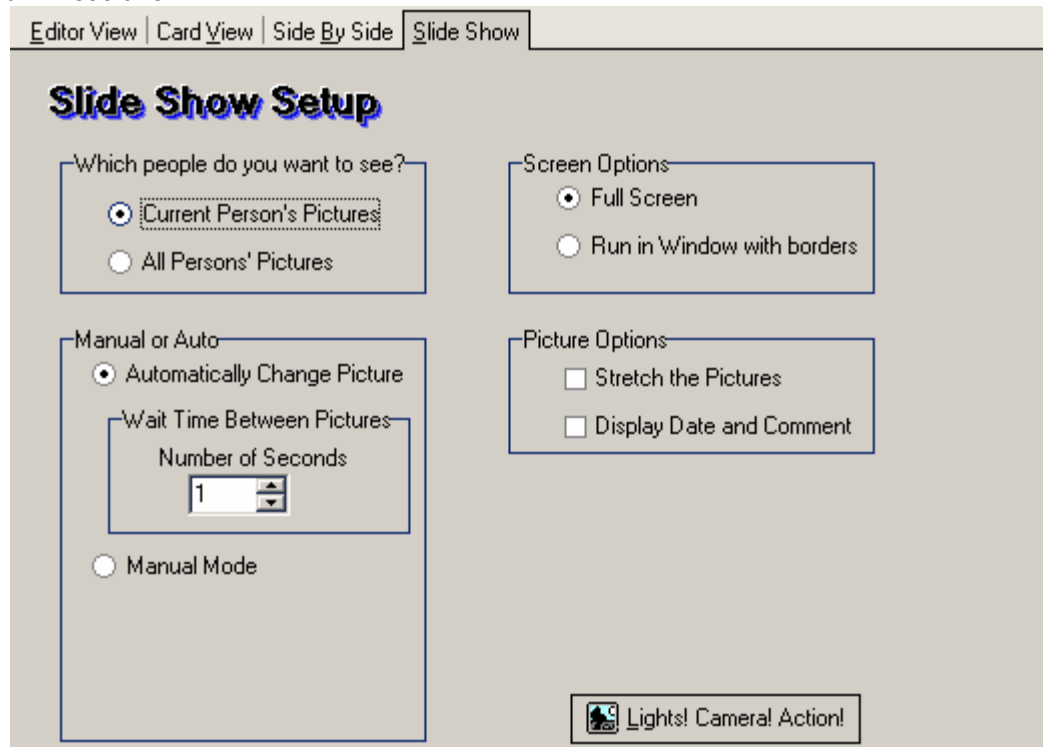 Editor View
Card View
Side By Side
Slide Show
Slide Show Setup
Which people do you want to see?
Current Person's Pictures
All Persons' Pictures
Screen Options
Full Screen
Run in Window with borders
Manual or Auto
Automatically Change Picture
Wait Time Between Pictures
Number of Seconds
1
Manual Mode
Picture Options
Stretch the Pictures
Display Date and Comment
Lights! Camera! Action!